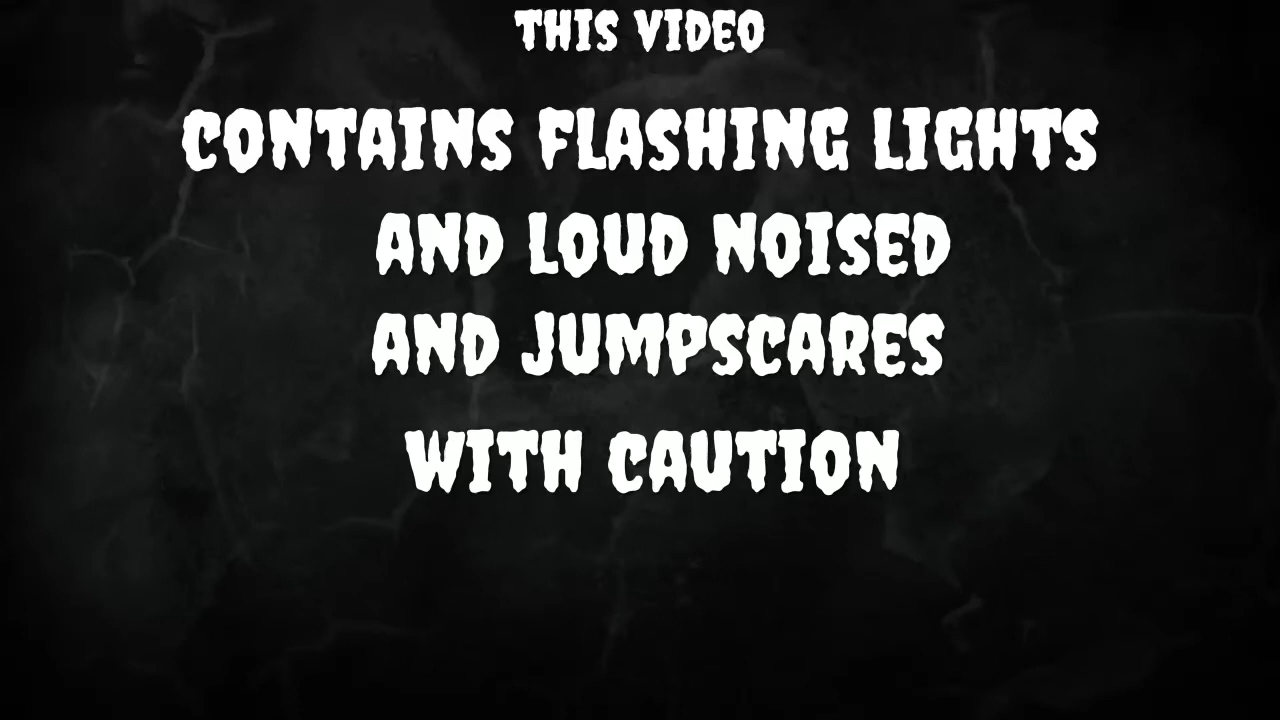 THIS VIDEO
CONTAINS FLASHING LIGHTS
AND LOUD NOISED
AND JUMPSCARES
WITH CAUTION